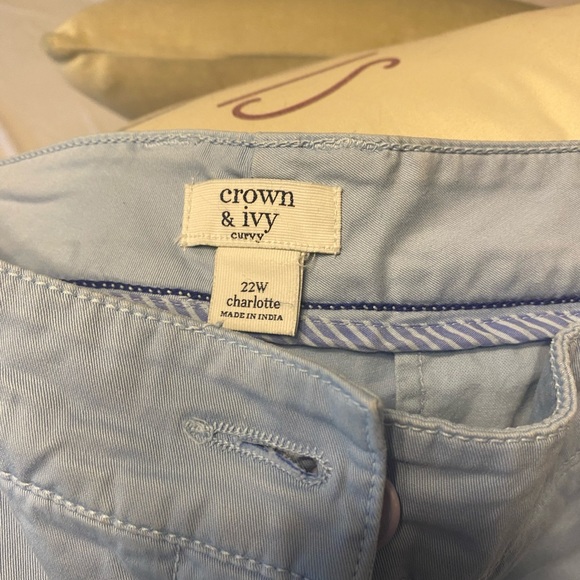 crown
& ivy
curvy
22W
charlotte
MADE IN INDIA